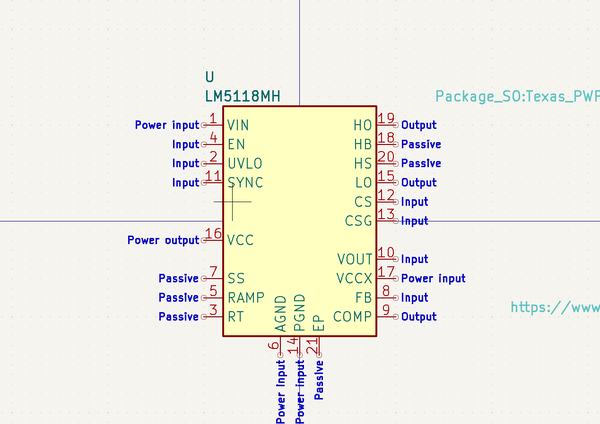 U
LM5118MH
Package_SO:Texas_PWP
Power input 1 VIN HO 19 Output
Input 4 EN HB 18 Passive
Input 2 UVLO HS 20 Passive
Input 11 SYNC LO 15 Output
CS 12 Input
CSG 13 Input
Power output 16 VCC
VOUT 10 Input
Passive 7 SS VCCX 17 Power input
Passive 5 RAMP FB 8 Input
Passive 3 RT COMP 9 Output
https://www
AGND 6 Power input
PGND 14 Power input
EP 21 Passive